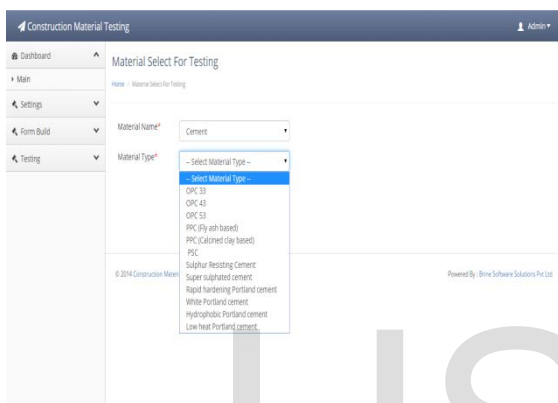 Construction Material Testing
Admin
Dashboard
Main
Settings
Form Build
Testing
Material Select For Testing
Home / Material Select For Testing
Material Name*
Cement
Material Type*
-- Select Material Type --
-- Select Material Type --
OPC 33
OPC 43
OPC 53
PPC (Fly ash based)
PPC (Calcined clay based)
PSC
Sulphur Resisting Cement
Super sulphated cement
Rapid hardening Portland cement
White Portland cement
Hydrophobic Portland cement
Low heat Portland cement
© 2014 Construction Materi
Powered By : Brine Software Solutions Pvt Ltd